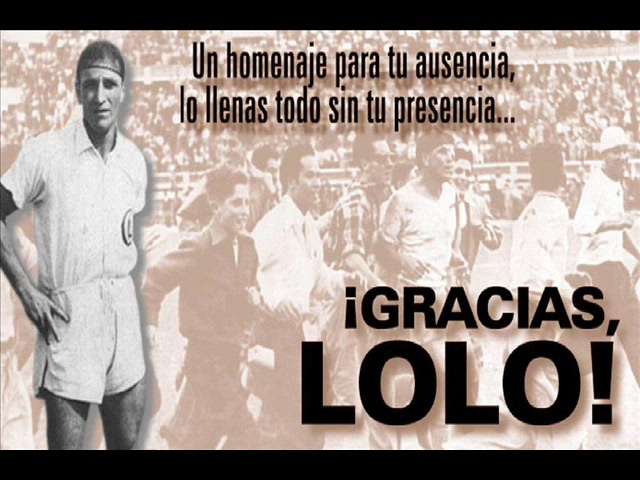 Un homenaje para tu ausencia,
lo llenas todo sin tu presencia...
¡GRACIAS,
LOLO!